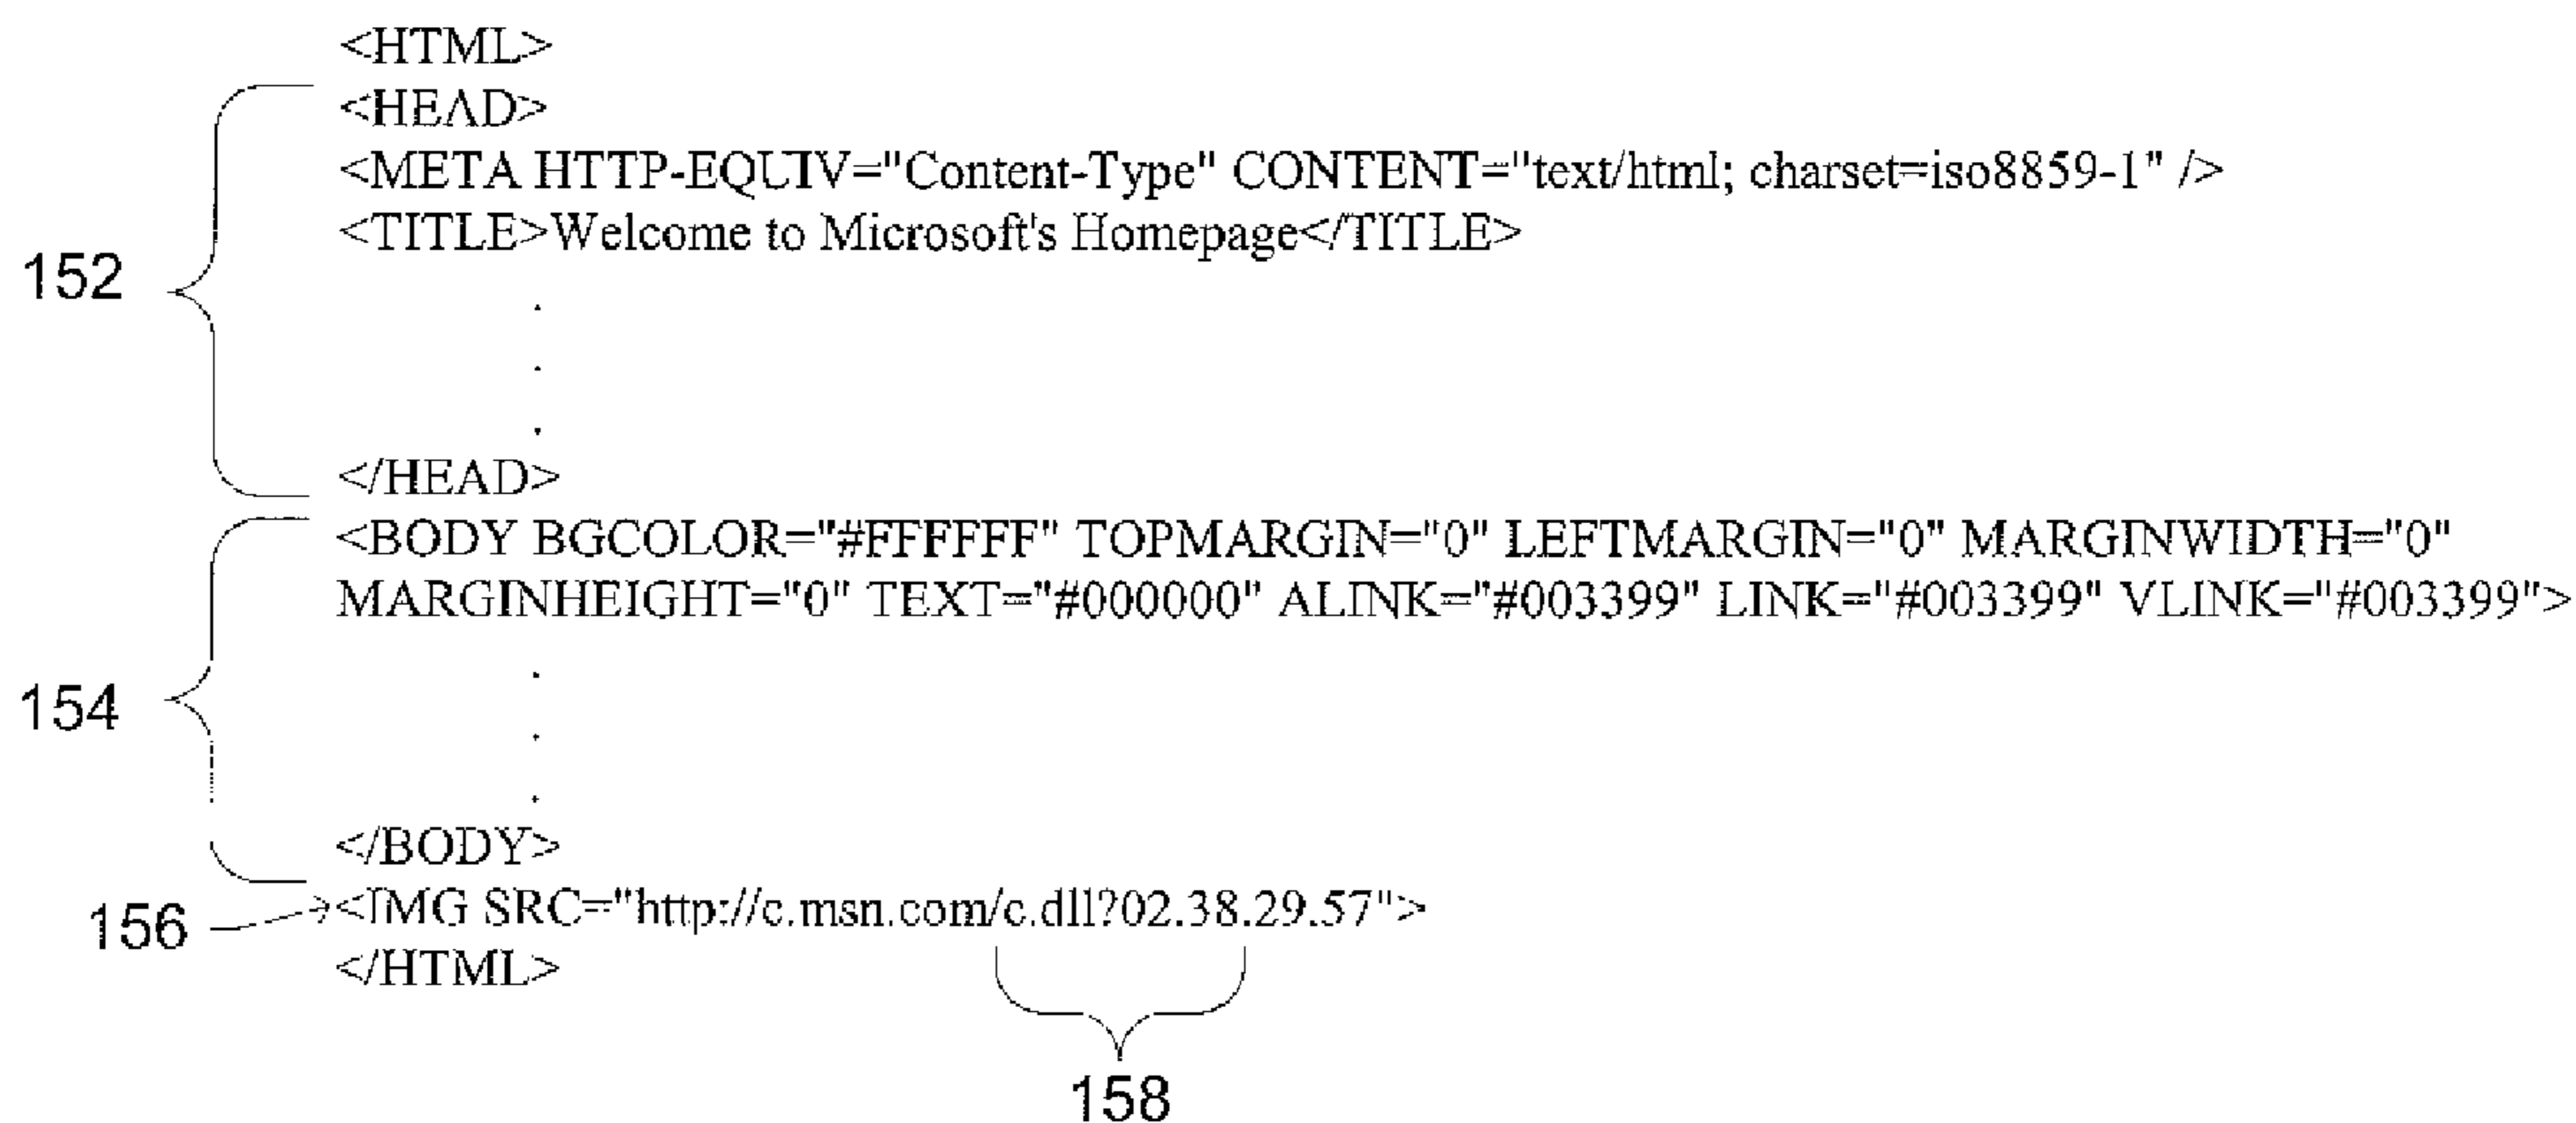 <HTML>
<HEAD>
<META HTTP-EQUIV="Content-Type" CONTENT="text/html; charset=iso8859-1" />
<TITLE>Welcome to Microsoft's Homepage</TITLE>
152
.
.
.
</HEAD>
<BODY BGCOLOR="#FFFFFF" TOPMARGIN="0" LEFTMARGIN="0" MARGINWIDTH="0"
MARGINHEIGHT="0" TEXT="#000000" ALINK="#003399" LINK="#003399" VLINK="#003399">
154
.
.
.
</BODY>
156 <IMG SRC="http://c.msn.com/c.dll?02.38.29.57">
</HTML>
158